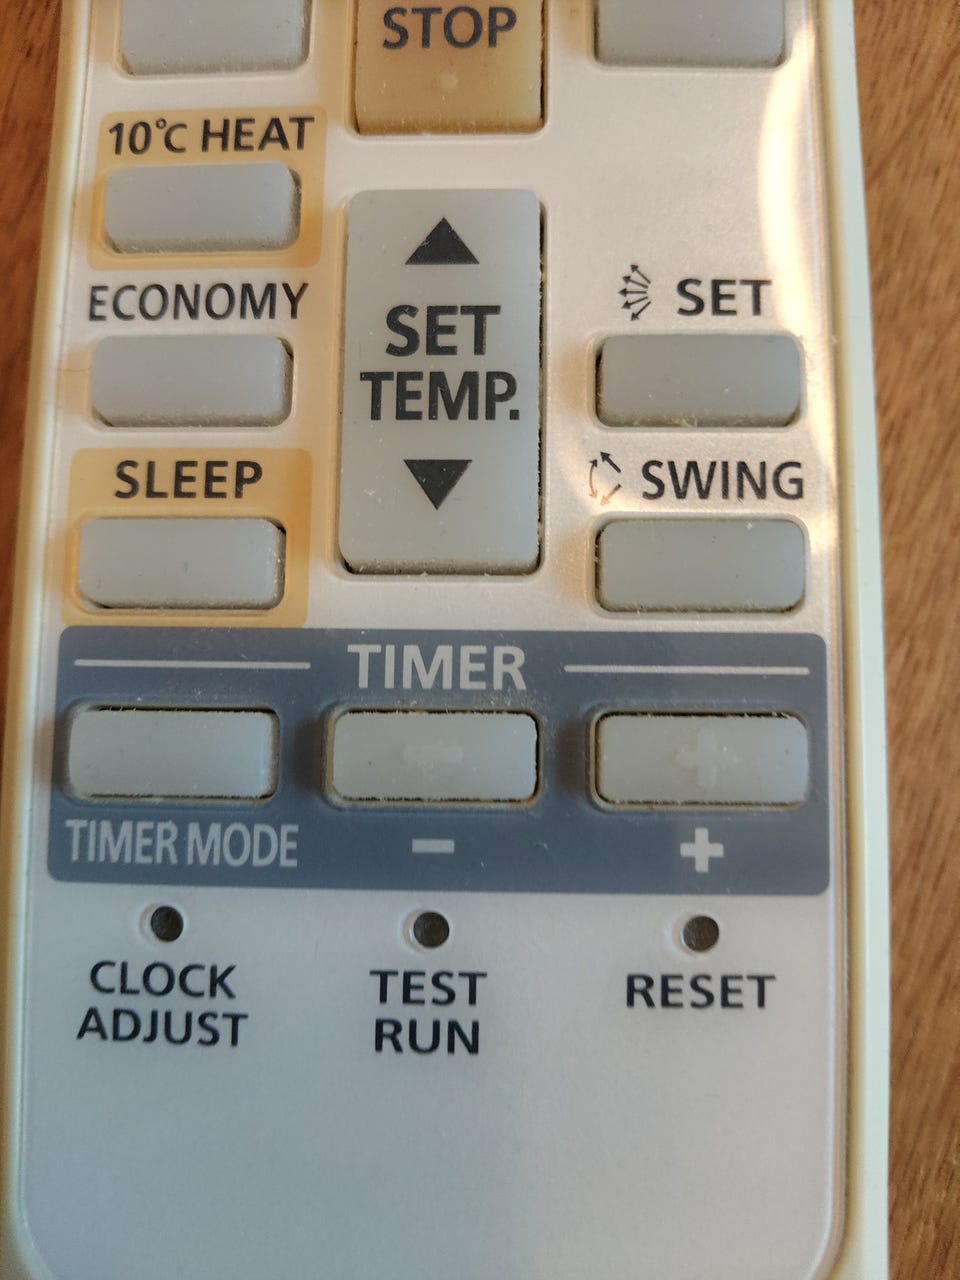 STOP
10°C HEAT
ECONOMY
SET
TEMP.
SET
SLEEP
SWING
TIMER
TIMER MODE
-
+
CLOCK
ADJUST
TEST
RUN
RESET